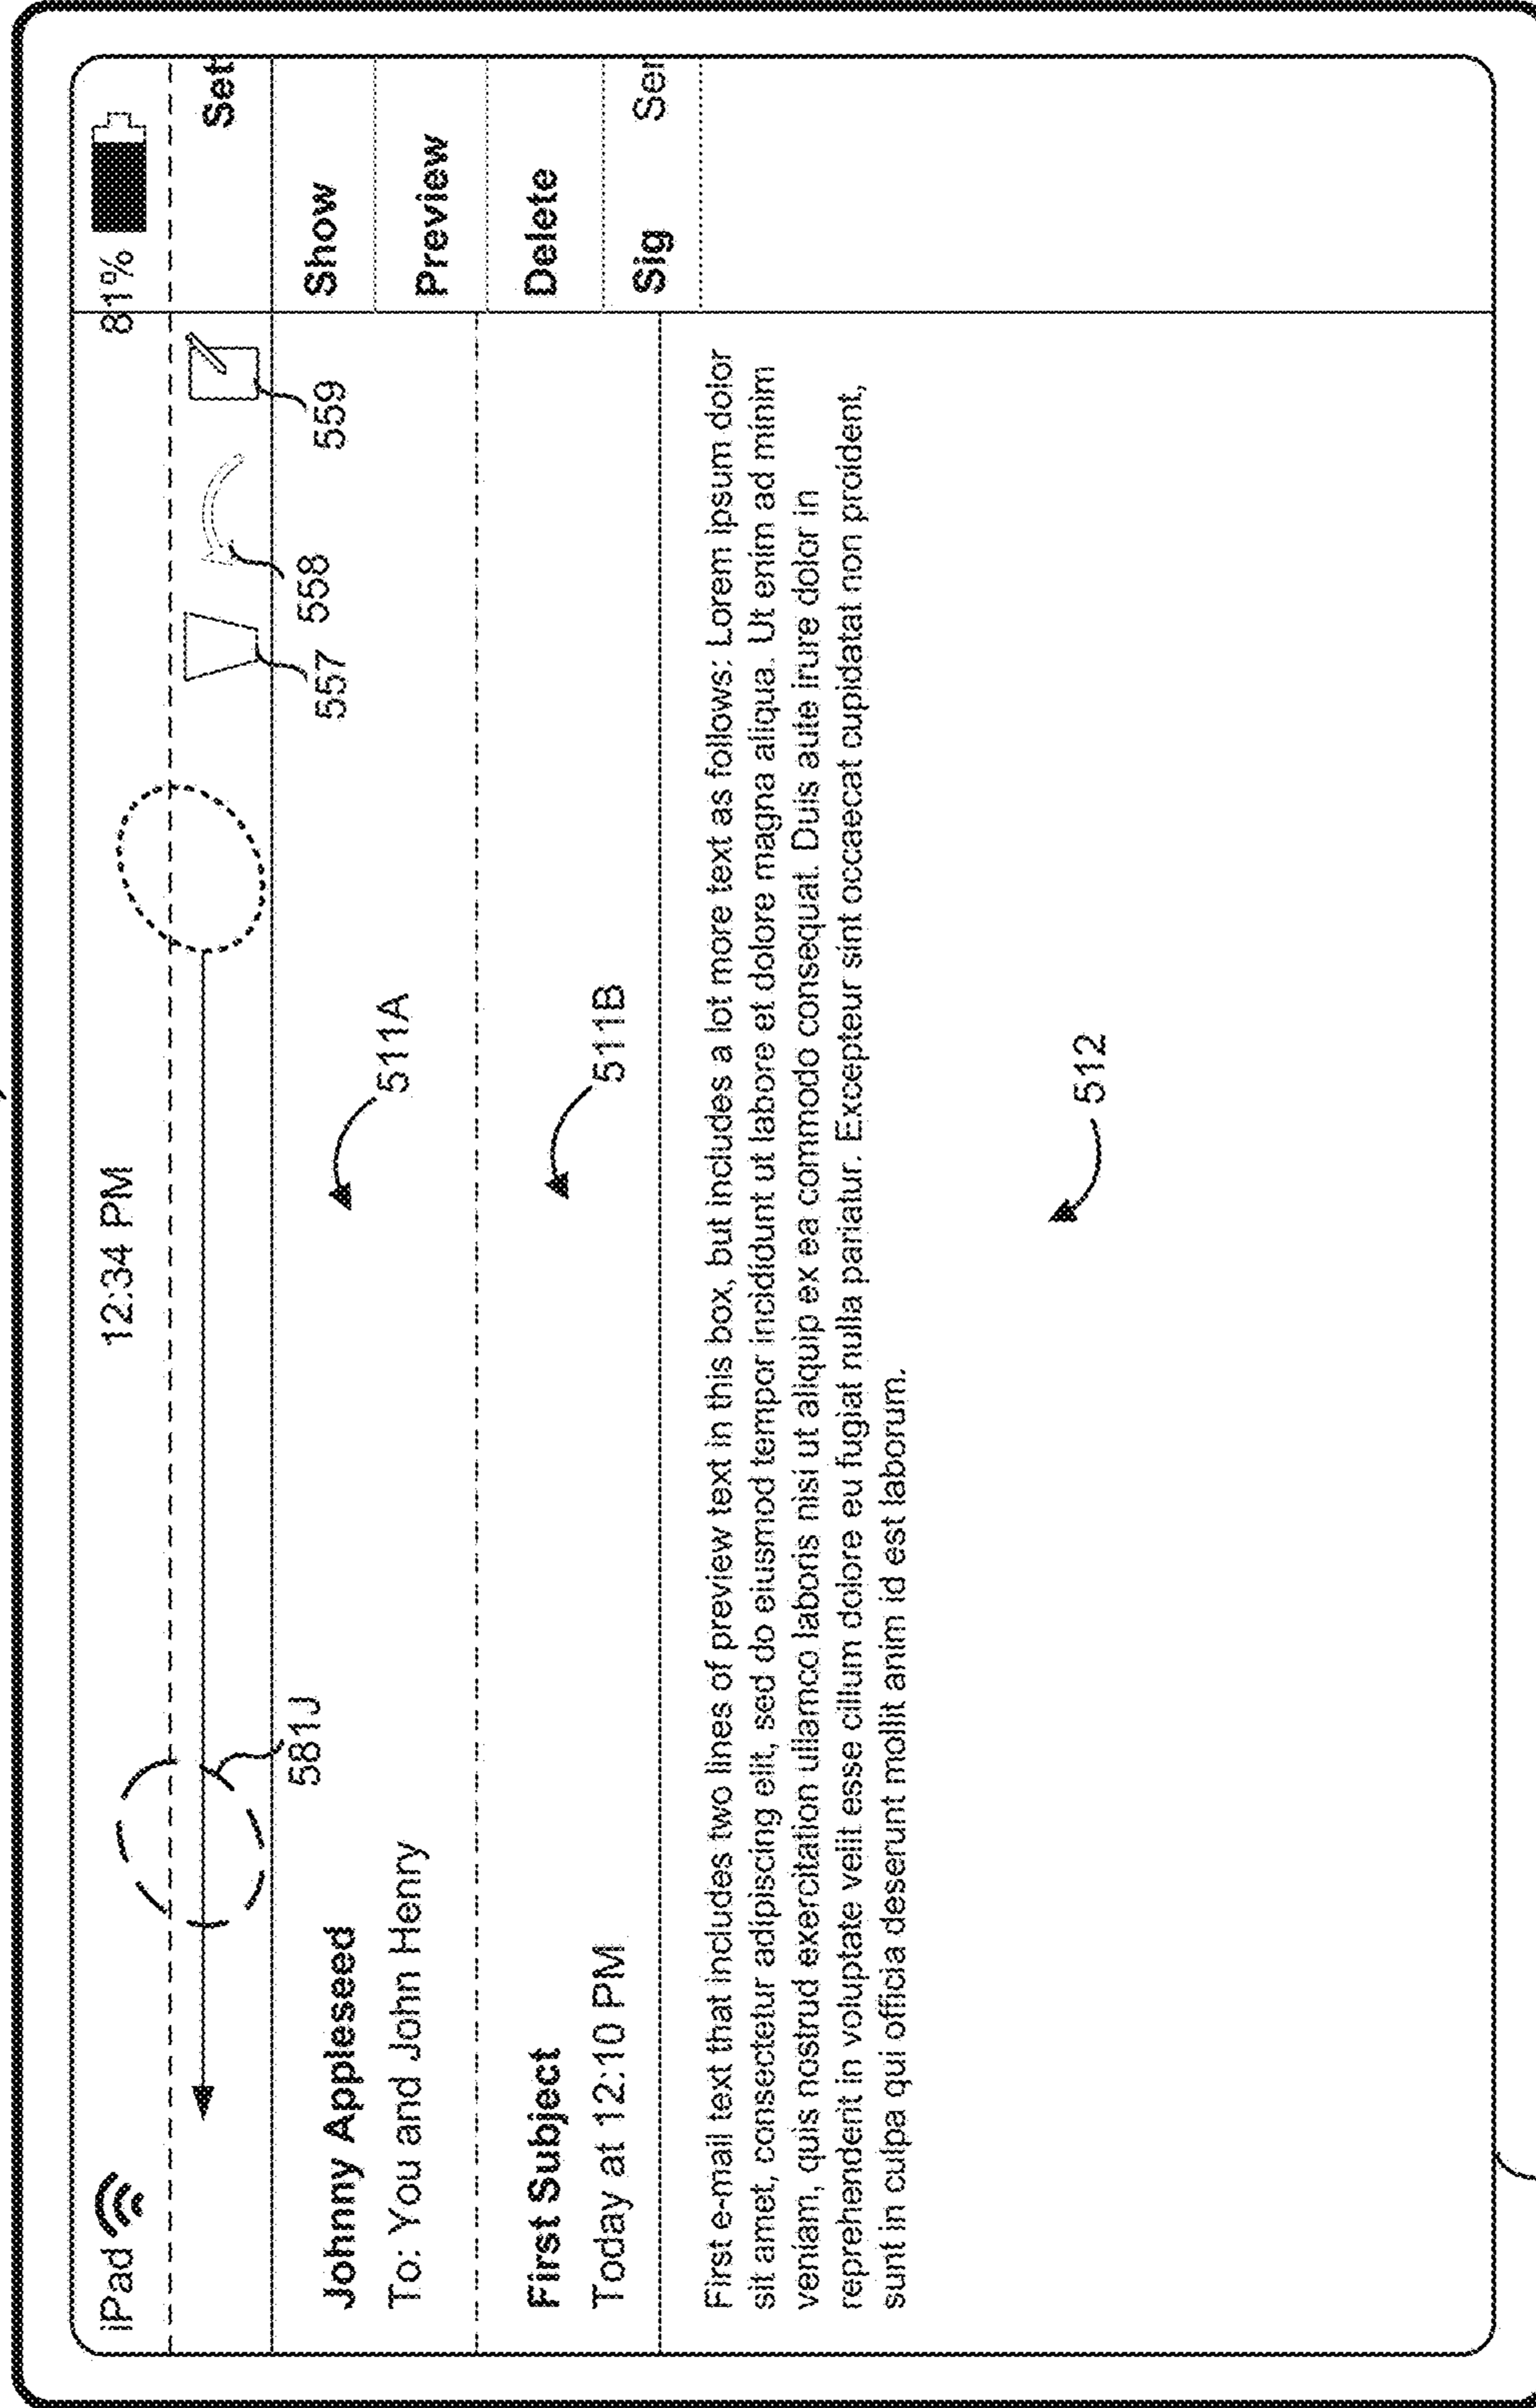 iPad 12:34 PM 81%
Set
557 558 559
581J
Johnny Appleseed
To: You and John Henry
511A
First Subject
Today at 12:10 PM
511B
Show
Preview
Delete
Sig Ser
First e-mail text that includes two lines of preview text in this box, but includes a lot more text as follows: Lorem ipsum dolor
sit amet, consectetur adipiscing elit, sed do eiusmod tempor incididunt ut labore et dolore magna aliqua. Ut enim ad minim
veniam, quis nostrud exercitation ullamco laboris nisi ut aliquip ex ea commodo consequat. Duis aute irure dolor in
reprehenderit in voluptate velit esse cillum dolore eu fugiat nulla pariatur. Excepteur sint occaecat cupidatat non proident,
sunt in culpa qui officia deserunt mollit anim id est laborum.
512